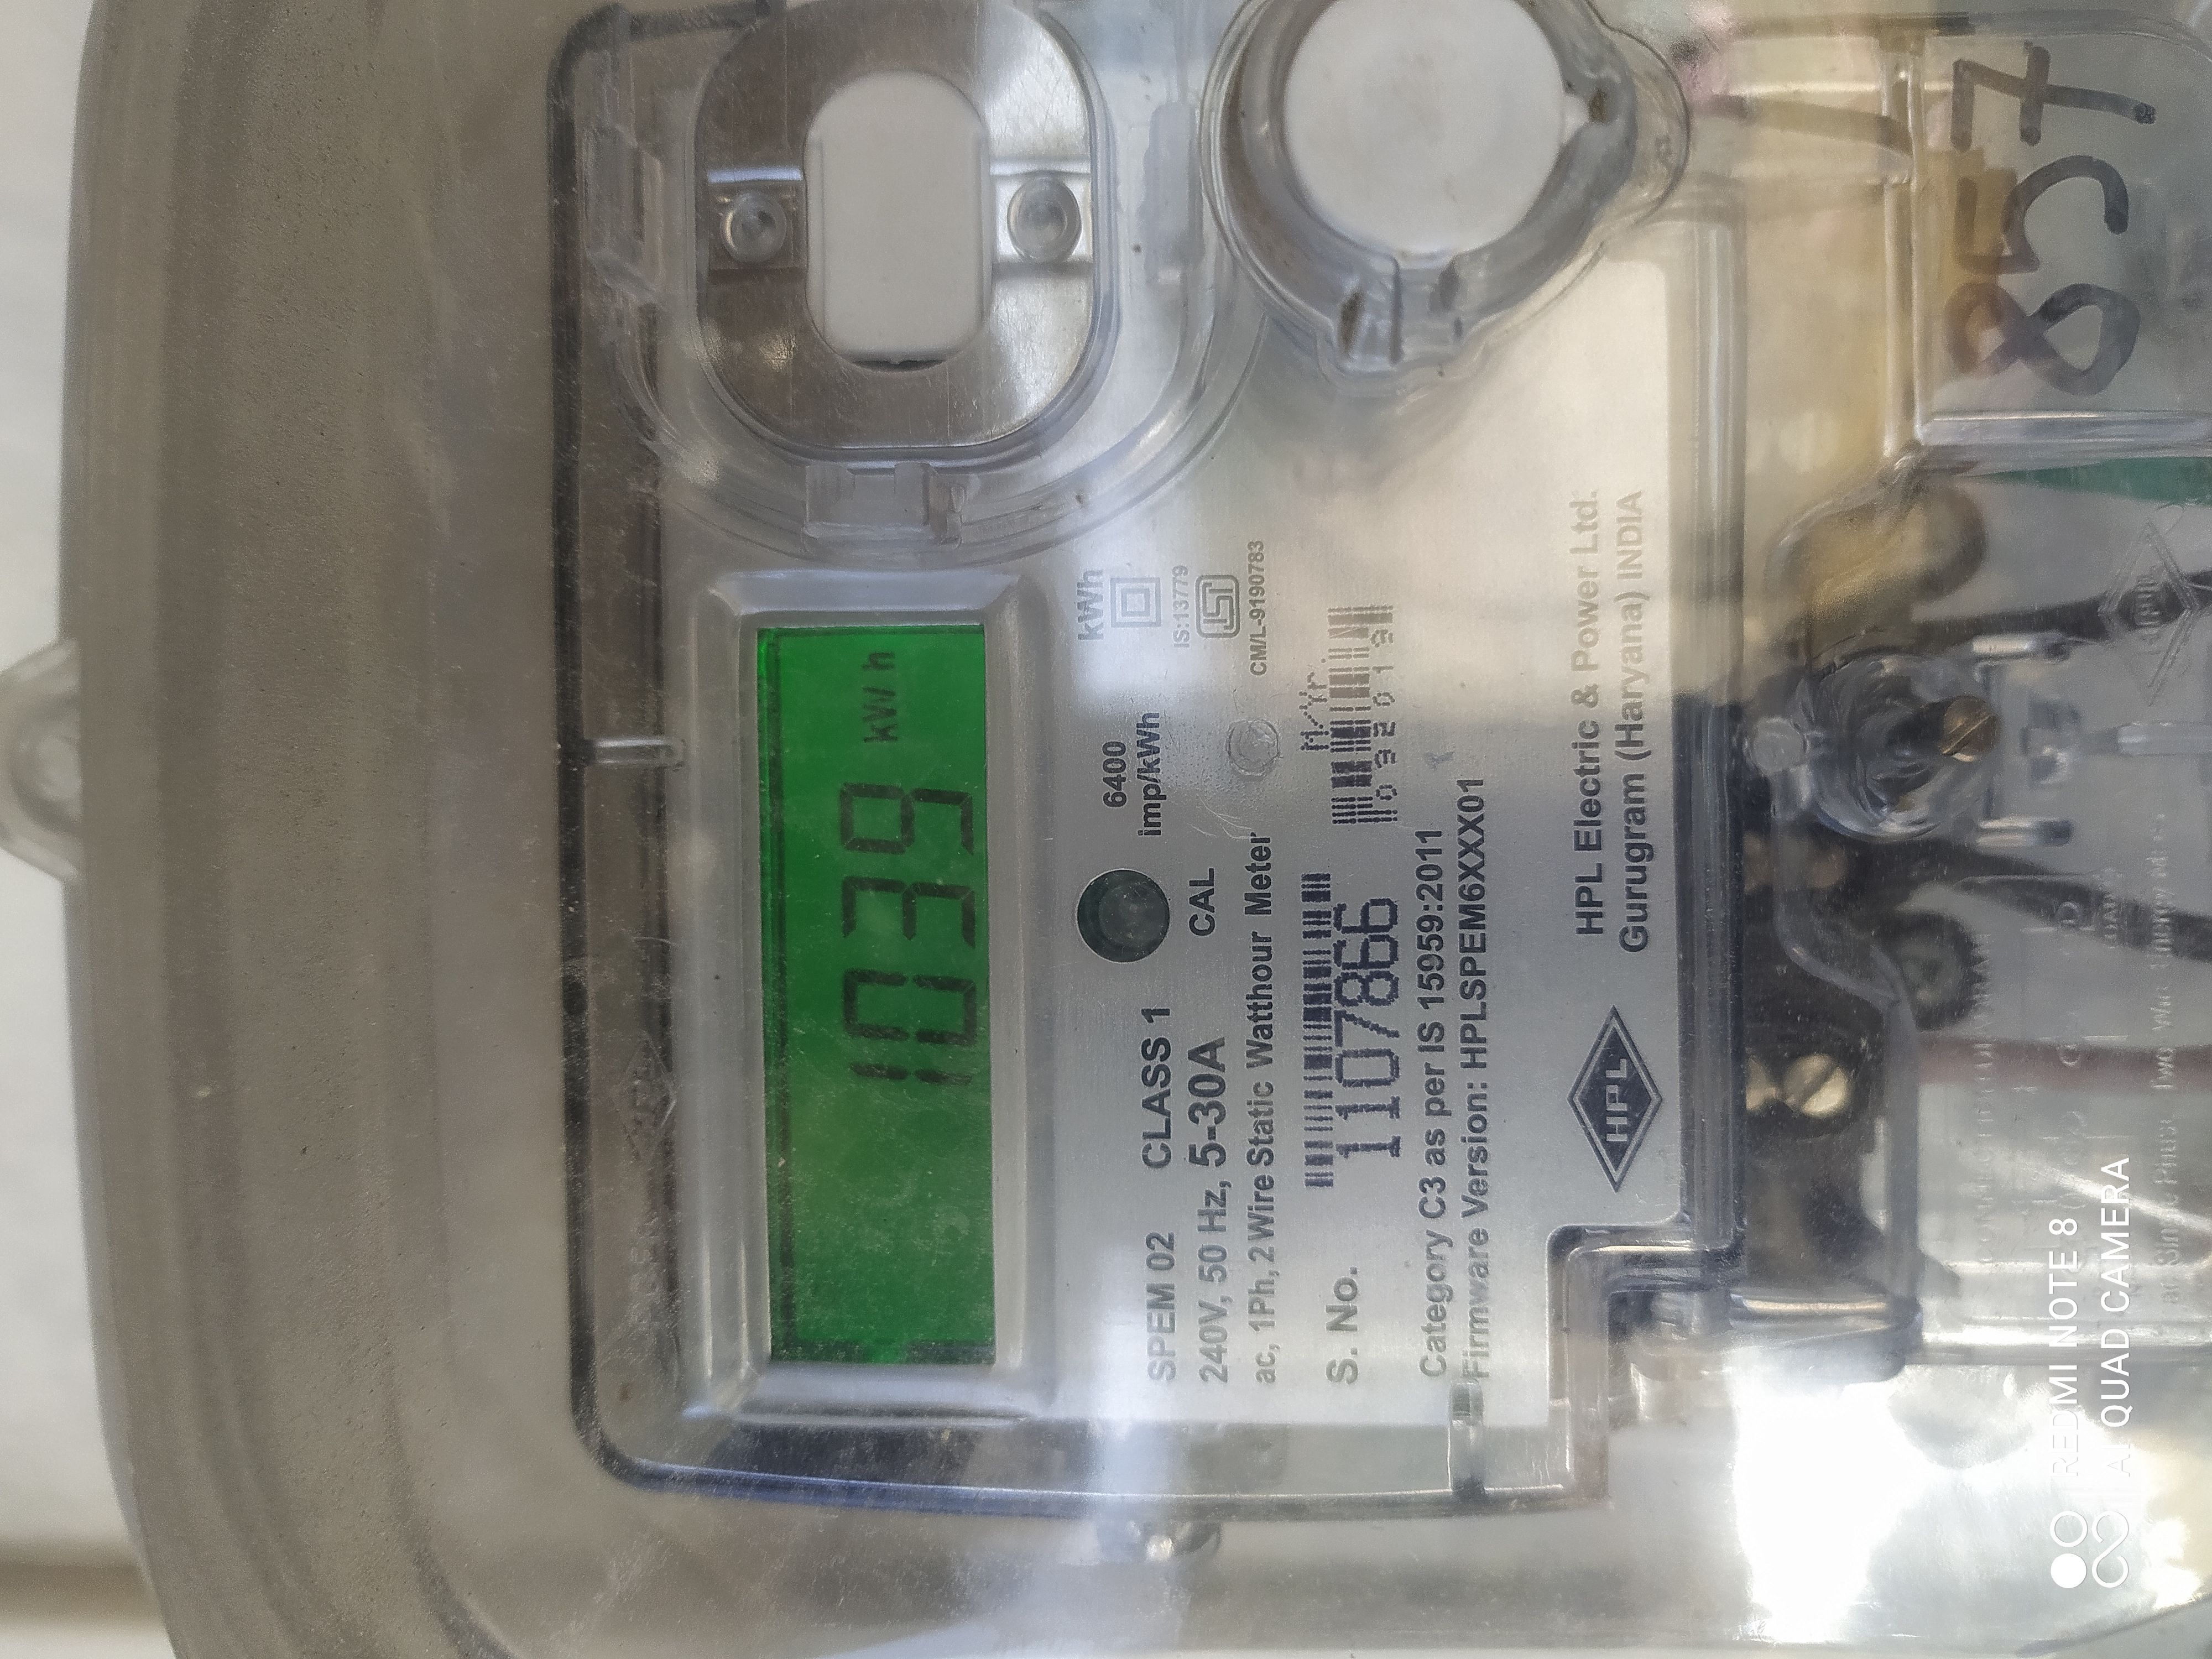 1039 kWh
kWh
6400
imp/kWh
IS:13779
CM/L-9190783
SPEM 02 CLASS 1
CAL
240V, 50 Hz, 5-30A
ac, 1Ph, 2 Wire Static Watthour Meter
M/Yr.
S. No. 1107866
032019
Category C3 as per IS 15959:2011
Firmware Version: HPLSPEM6XXX01
HPL
HPL Electric & Power Ltd.
Gurugram (Haryana) INDIA
857
REDMI NOTE 8
AI QUAD CAMERA